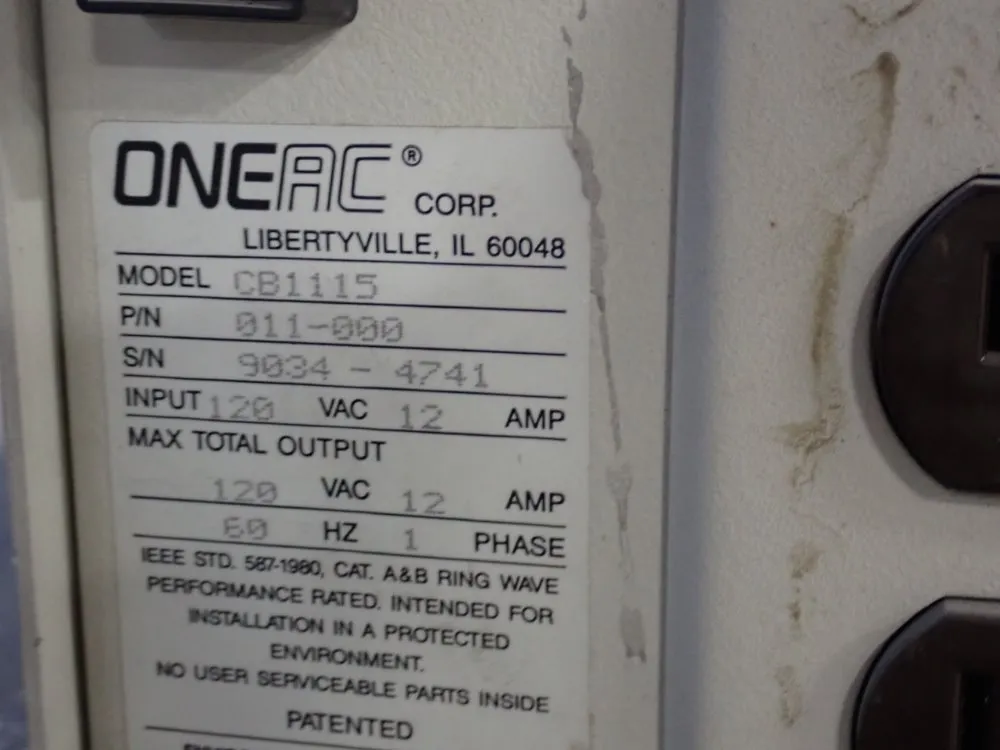 ONEAC® CORP.
LIBERTYVILLE, IL 60048
MODEL CB1115
P/N 011-000
S/N 9034 - 4741
INPUT 120 VAC 12 AMP
MAX TOTAL OUTPUT
120 VAC 12 AMP
60 HZ 1 PHASE
IEEE STD. 587-1980, CAT. A&B RING WAVE
PERFORMANCE RATED. INTENDED FOR
INSTALLATION IN A PROTECTED
ENVIRONMENT.
NO USER SERVICEABLE PARTS INSIDE
PATENTED